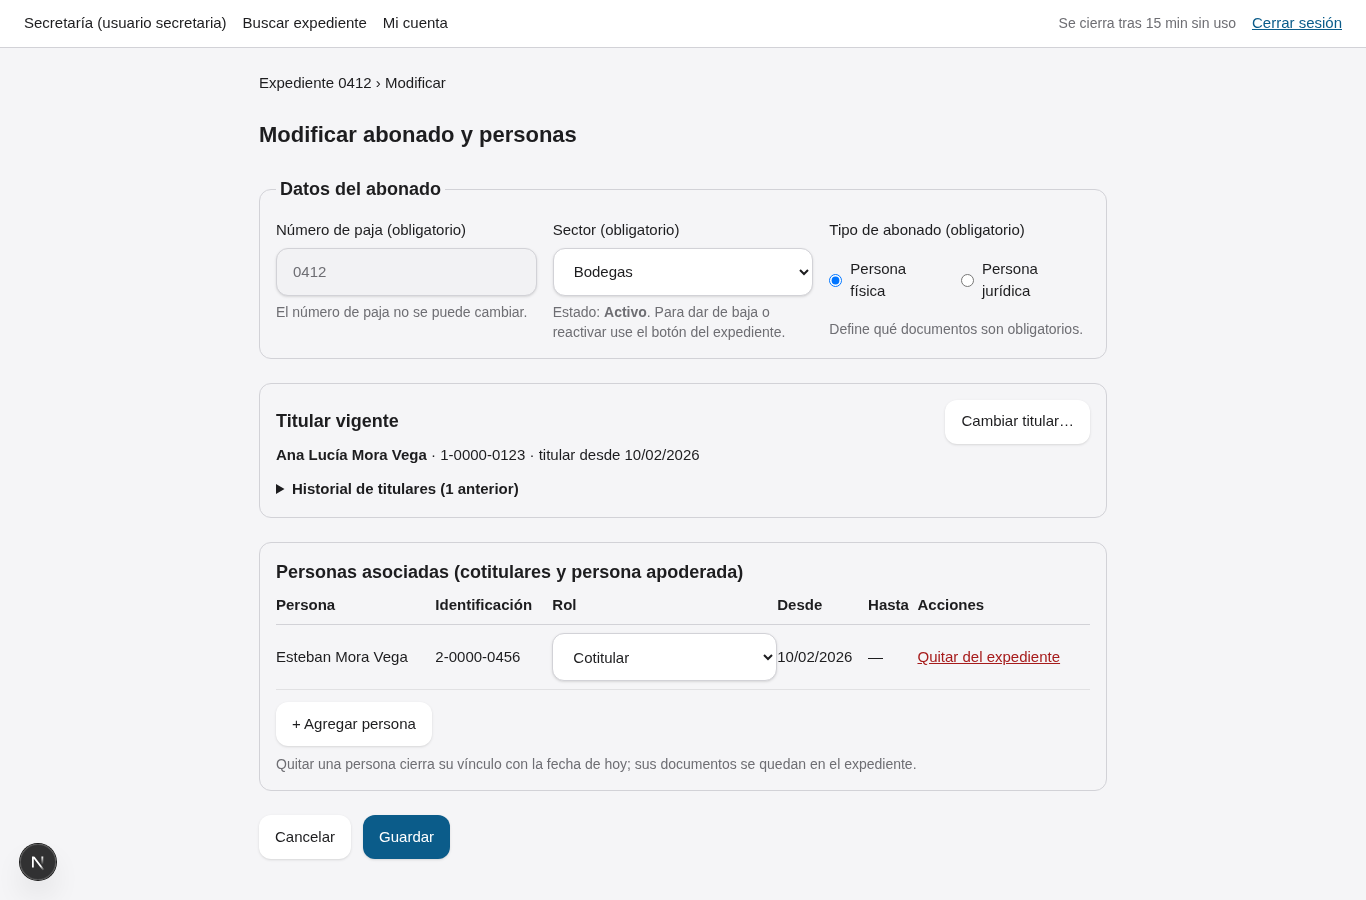 Secretaría (usuario secretaria) Buscar expediente Mi cuenta Se cierra tras 15 min sin uso Cerrar sesión
Expediente 0412 › Modificar
Modificar abonado y personas
Datos del abonado
Número de paja (obligatorio) Sector (obligatorio) Tipo de abonado (obligatorio)
0412 Bodegas Persona física Persona jurídica
El número de paja no se puede cambiar.
Estado: Activo. Para dar de baja o
reactivar use el botón del expediente.
Define qué documentos son obligatorios.
Titular vigente Cambiar titular…
Ana Lucía Mora Vega · 1-0000-0123 · titular desde 10/02/2026
Historial de titulares (1 anterior)
Personas asociadas (cotitulares y persona apoderada)
Persona Identificación Rol Desde Hasta Acciones
Esteban Mora Vega 2-0000-0456 Cotitular 10/02/2026 — Quitar del expediente
+ Agregar persona
Quitar una persona cierra su vínculo con la fecha de hoy; sus documentos se quedan en el expediente.
Cancelar Guardar
N